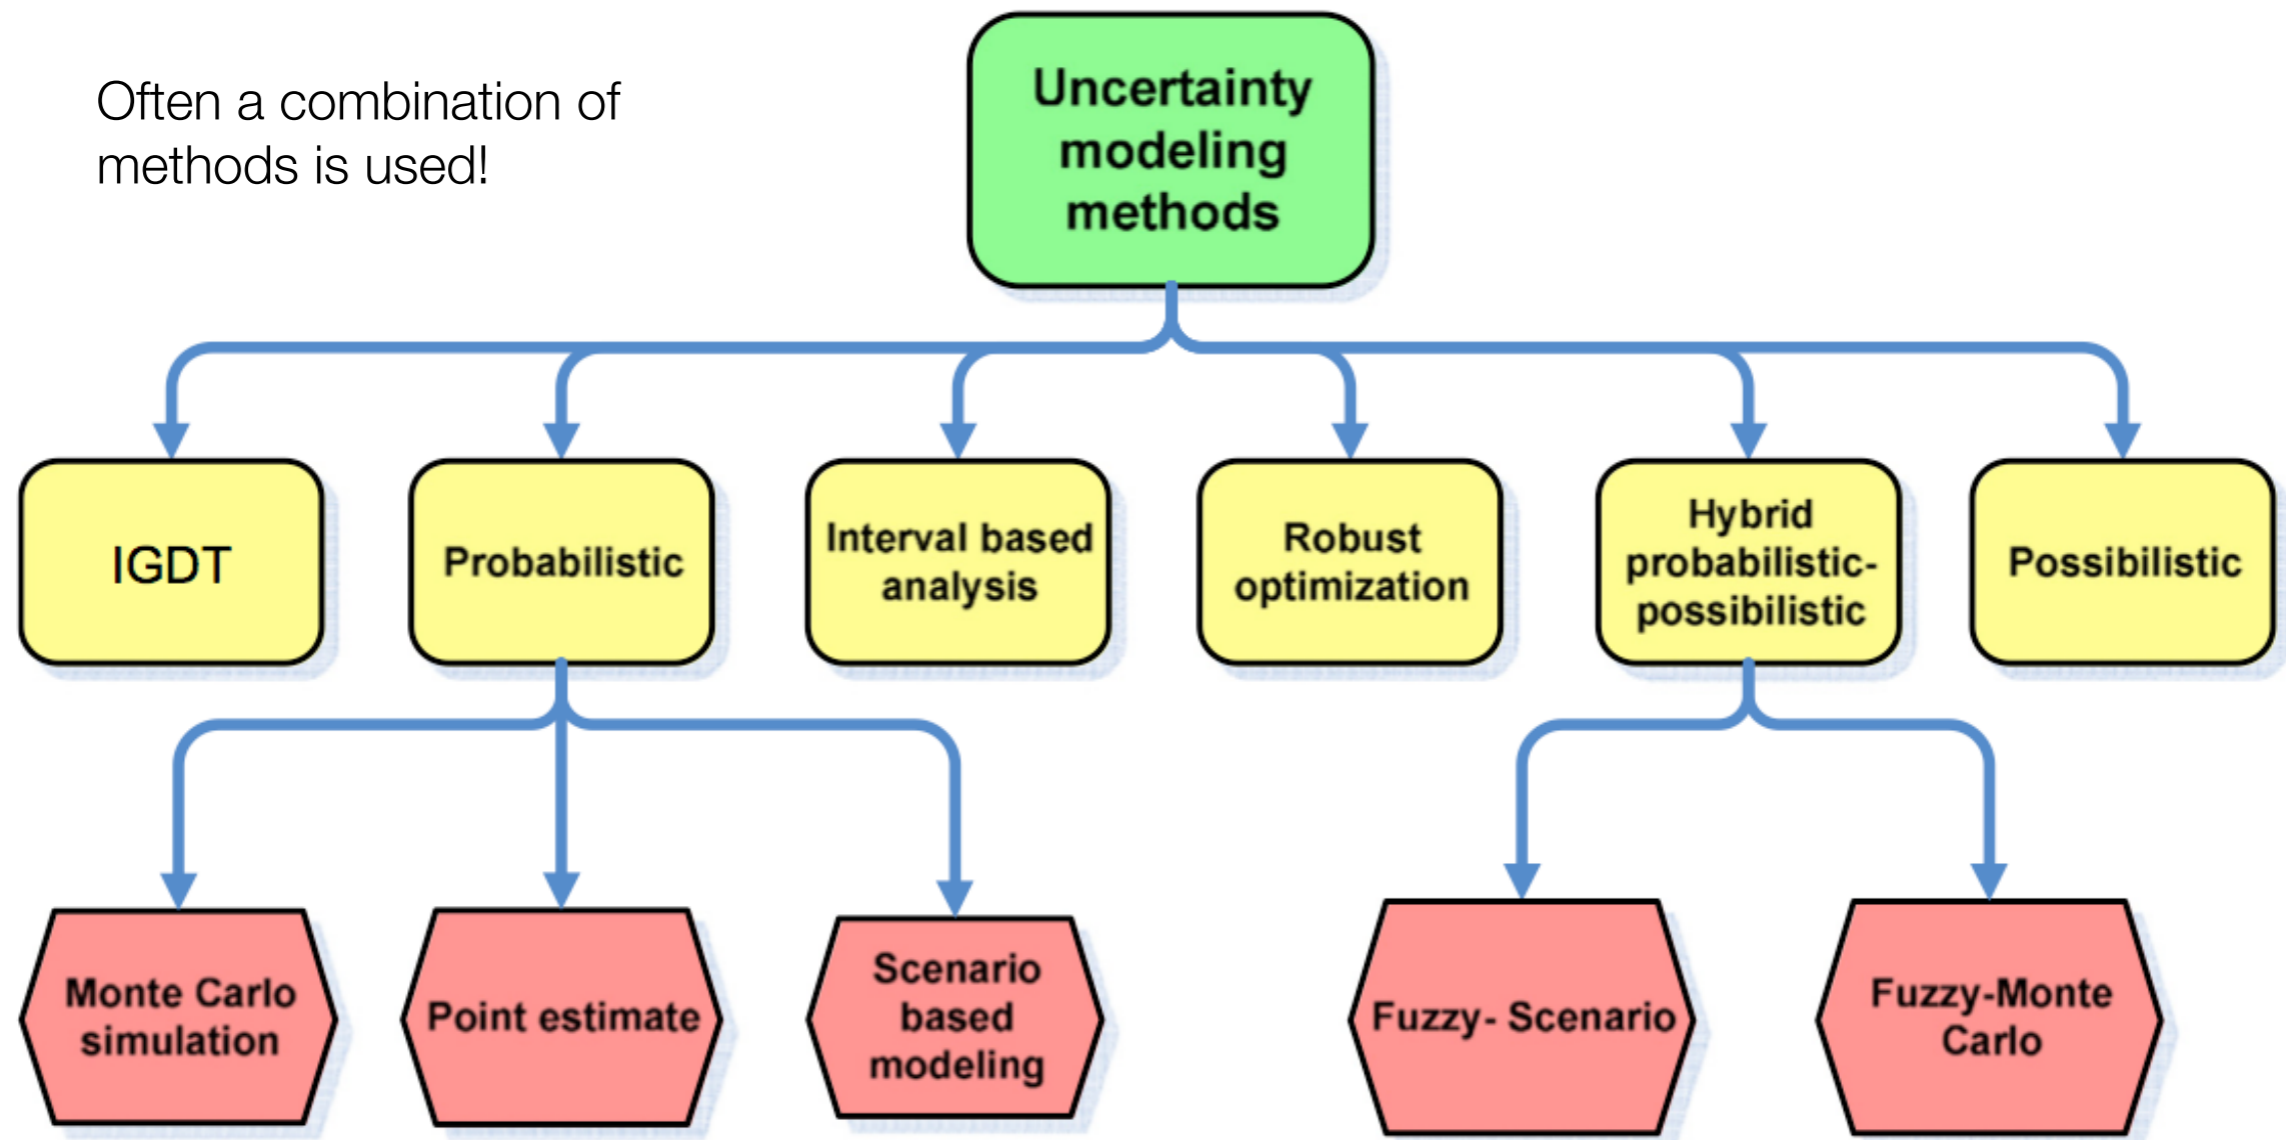 Often a combination of
methods is used!
Uncertainty
modeling
methods
IGDT
Probabilistic
Interval based
analysis
Robust
optimization
Hybrid
probabilistic-
possibilistic
Possibilistic
Monte Carlo
simulation
Point estimate
Scenario
based
modeling
Fuzzy- Scenario
Fuzzy-Monte
Carlo